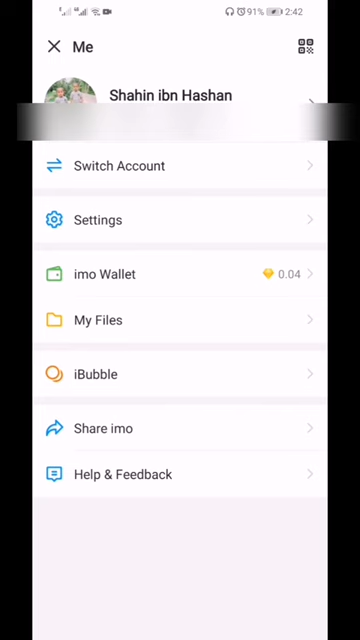 91% 2:42
Me
Shahin ibn Hashan
Switch Account
Settings
imo Wallet 0.04
My Files
iBubble
Share imo
Help & Feedback